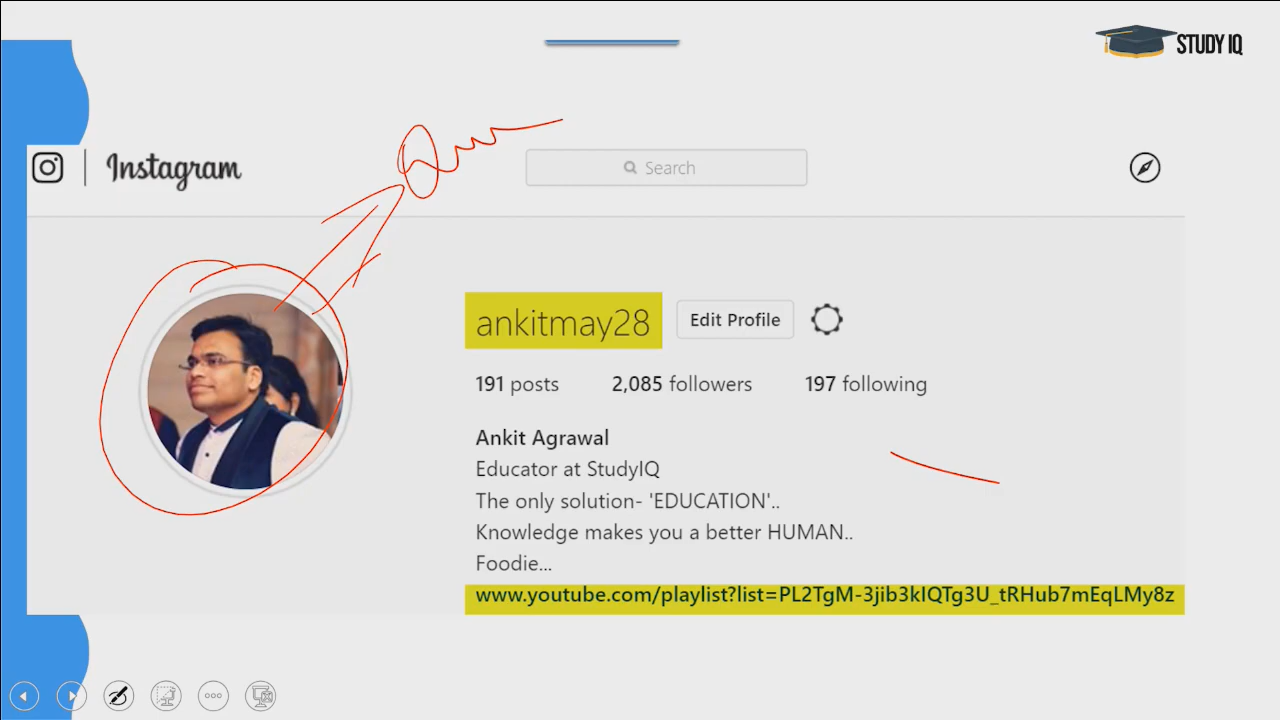 STUDY IQ
Instagram
Search
ankitmay28
Edit Profile
191 posts 2,085 followers 197 following
Ankit Agrawal
Educator at StudyIQ
The only solution- 'EDUCATION'..
Knowledge makes you a better HUMAN..
Foodie...
www.youtube.com/playlist?list=PL2TgM-3jib3kIQTg3U_tRHub7mEqLMy8z